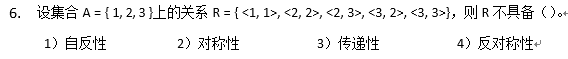 6. 设集合 A = { 1, 2, 3 }上的关系 R = { <1, 1>, <2, 2>, <2, 3>, <3, 2>, <3, 3>}，则 R 不具备（）。
1）自反性 2）对称性 3）传递性 4）反对称性